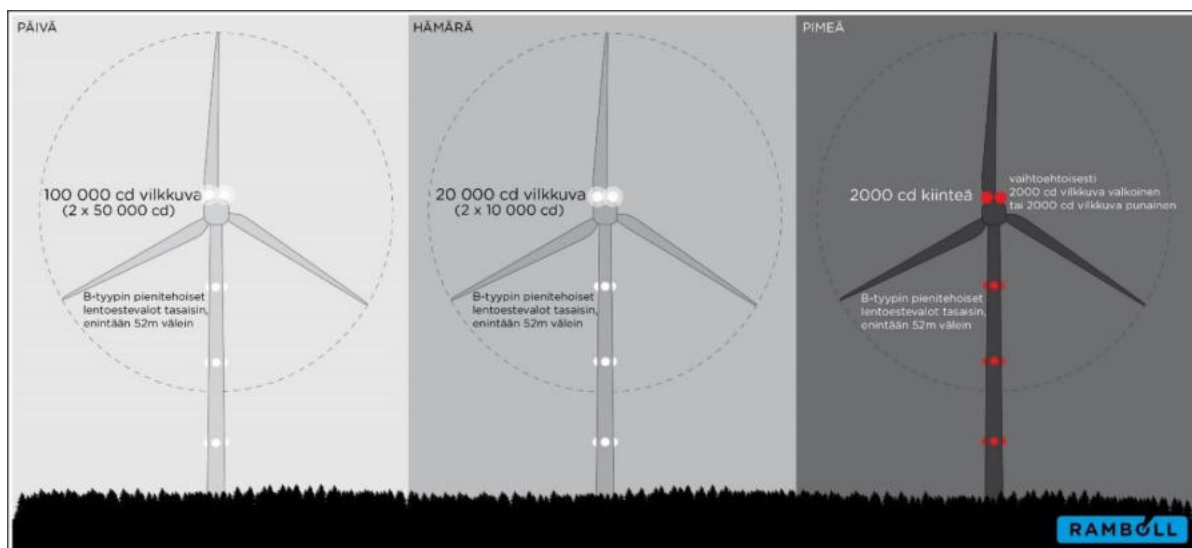 PÄIVÄ
100 000 cd vilkkuva
(2 x 50 000 cd)
B-tyypin pienitehoiset
lentoestevalot tasaisin,
enintään 52m välein
HÄMÄRÄ
20 000 cd vilkkuva
(2 x 10 000 cd)
B-tyypin pienitehoiset
lentoestevalot tasaisin,
enintään 52m välein
PIMEÄ
2000 cd kiinteä
vaihtoehtoisesti
2000 cd vilkkuva valkoinen
tai 2000 cd vilkkuva punainen
B-tyypin pienitehoiset
lentoestevalot tasaisin,
enintään 52m välein
RAMBOLL